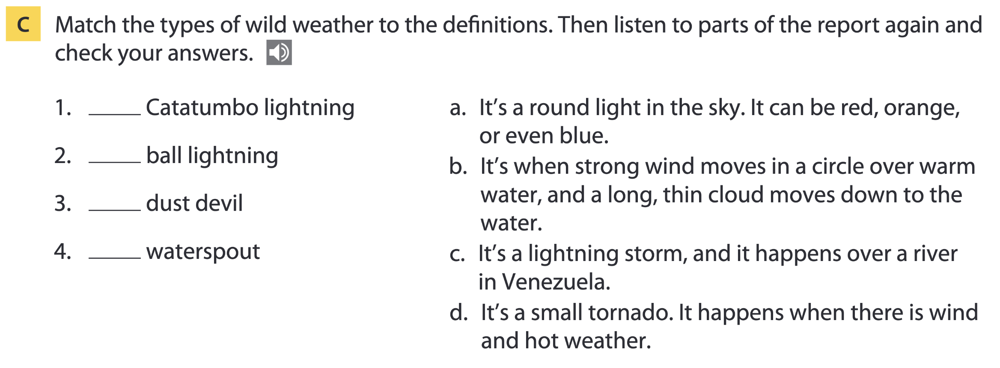 C Match the types of wild weather to the definitions. Then listen to parts of the report again and
check your answers.
1. _____ Catatumbo lightning
2. _____ ball lightning
3. _____ dust devil
4. _____ waterspout
a. It’s a round light in the sky. It can be red, orange,
or even blue.
b. It’s when strong wind moves in a circle over warm
water, and a long, thin cloud moves down to the
water.
c. It’s a lightning storm, and it happens over a river
in Venezuela.
d. It’s a small tornado. It happens when there is wind
and hot weather.